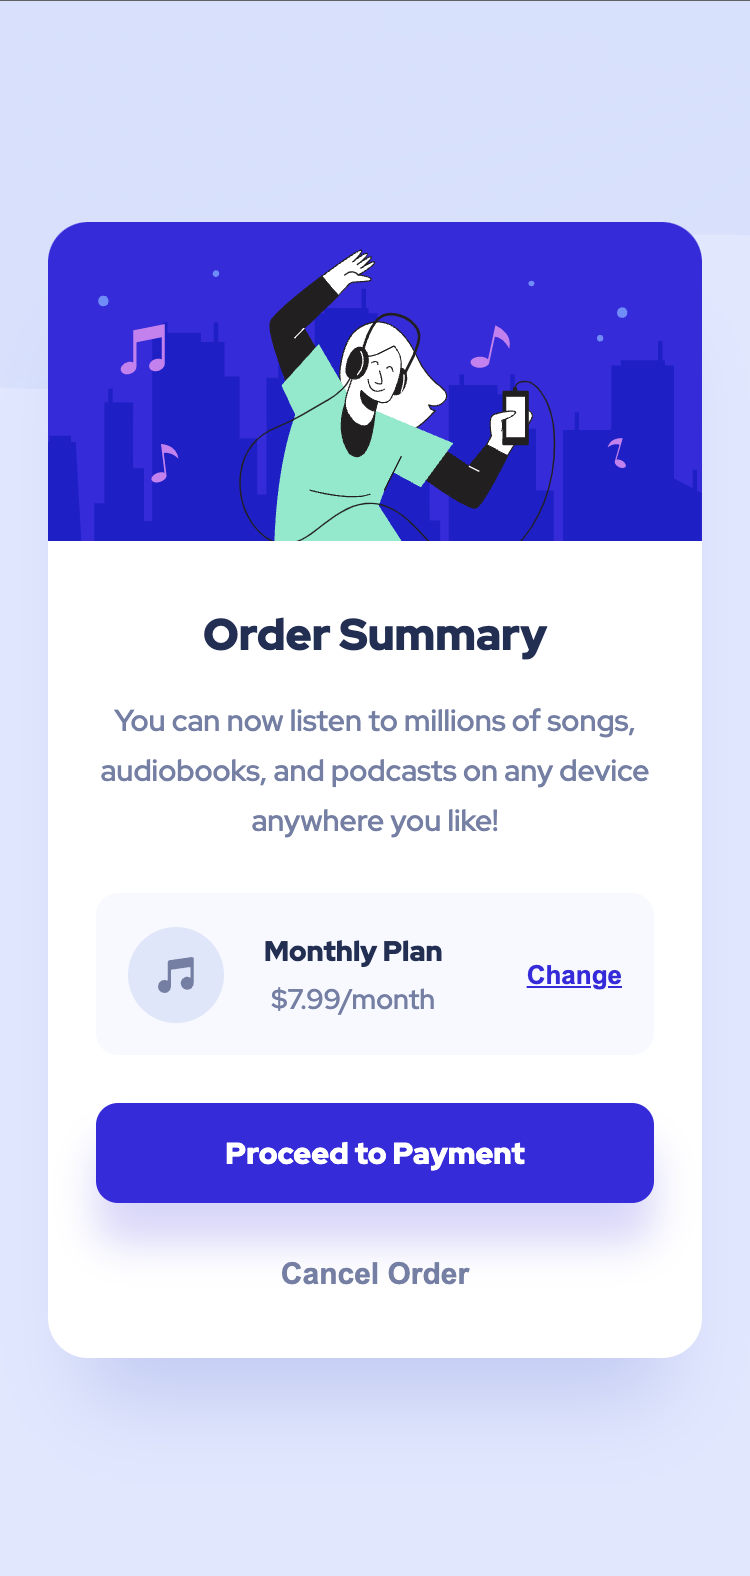 Order Summary
You can now listen to millions of songs,
audiobooks, and podcasts on any device
anywhere you like!
Monthly Plan
$7.99/month
Change
Proceed to Payment
Cancel Order